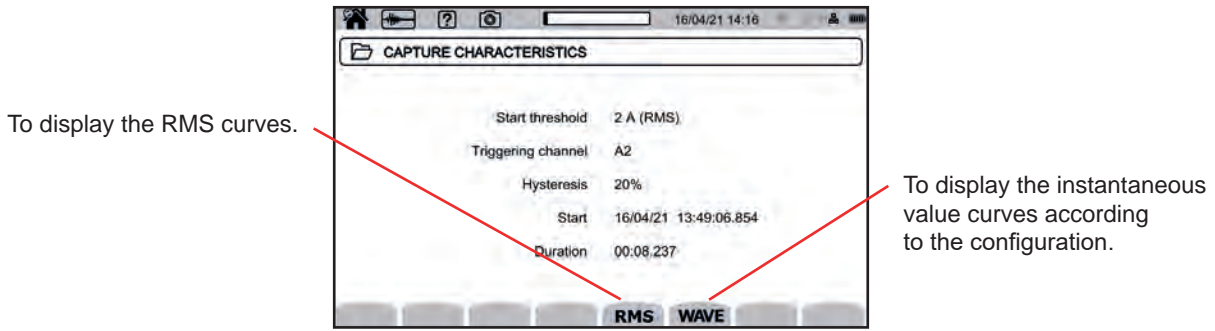 16/04/21 14:16
CAPTURE CHARACTERISTICS
To display the RMS curves.
Start threshold 2 A (RMS)
Triggering channel A2
Hysteresis 20%
Start 16/04/21 13:49:06.854
Duration 00:08.237
To display the instantaneous
value curves according
to the configuration.
RMS WAVE